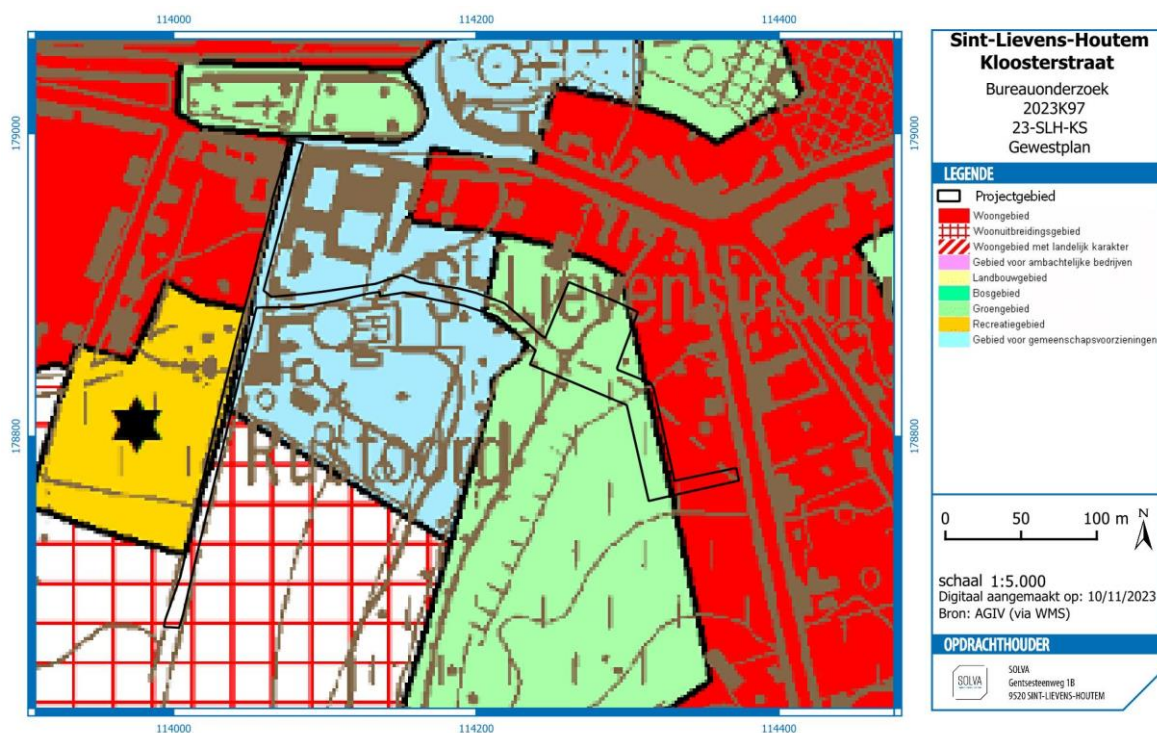 114000
114200
114400
179000
178800
179000
178800
114000
114200
114400
Rustoord
Sint-Lievens-Houtem
Kloosterstraat
Bureauonderzoek
2023K97
23-SLH-KS
Gewestplan
LEGENDE
Projectgebied
Woongebied
Woonuitbreidingsgebied
Woongebied met landelijk karakter
Gebied voor ambachtelijke bedrijven
Landbouwgebied
Bosgebied
Groengebied
Recreatiegebied
Gebied voor gemeenschapsvoorzieningen
0 50 100 m
N
schaal 1:5.000
Digitaal aangemaakt op: 10/11/2023
Bron: AGIV (via WMS)
OPDRACHTHOUDER
SOLVA
SOLVA
Gentsesteenweg 1B
9520 SINT-LIEVENS-HOUTEM